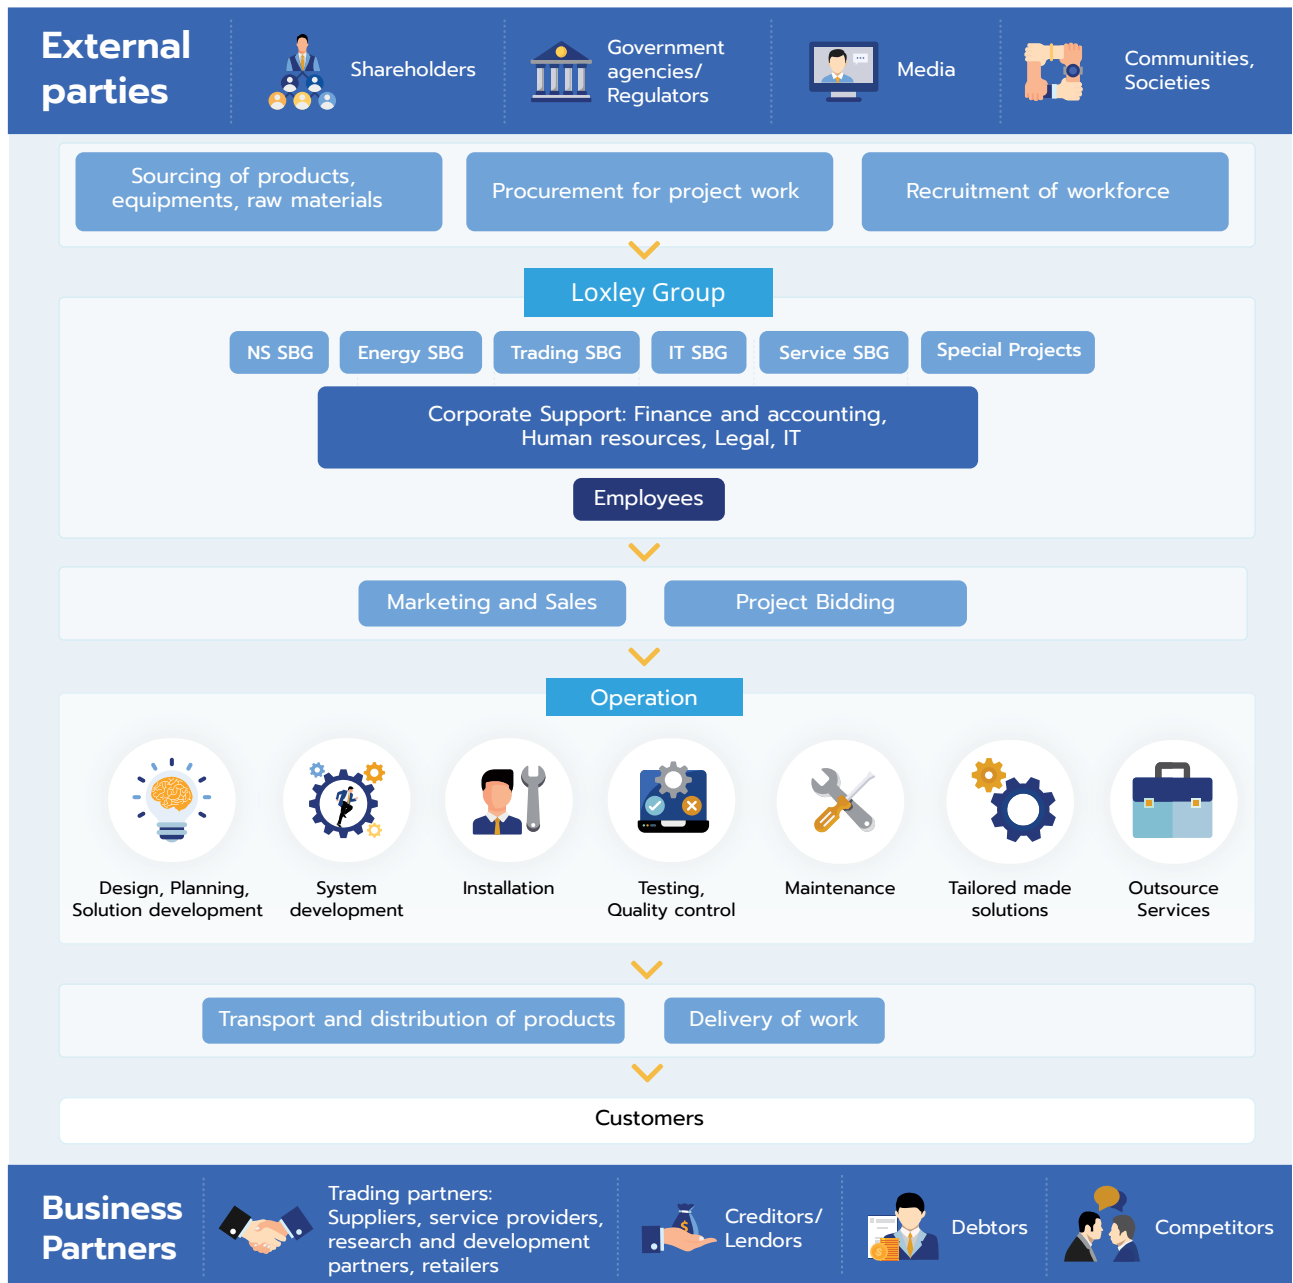 External
parties
Shareholders
Government
agencies/
Regulators
Media
Communities,
Societies
Sourcing of products,
equipments, raw materials
Procurement for project work
Recruitment of workforce
Loxley Group
NS SBG
Energy SBG
Trading SBG
IT SBG
Service SBG
Special Projects
Corporate Support: Finance and accounting,
Human resources, Legal, IT
Employees
Marketing and Sales
Project Bidding
Operation
Design, Planning,
Solution development
System
development
Installation
Testing,
Quality control
Maintenance
Tailored made
solutions
Outsource
Services
Transport and distribution of products
Delivery of work
Customers
Business
Partners
Trading partners:
Suppliers, service providers,
research and development
partners, retailers
$
Creditors/
Lendors
$
Debtors
Competitors